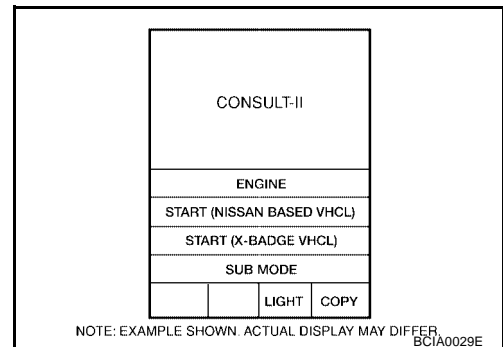 CONSULT-II
ENGINE
START (NISSAN BASED VHCL)
START (X-BADGE VHCL)
SUB MODE
LIGHT COPY
NOTE: EXAMPLE SHOWN. ACTUAL DISPLAY MAY DIFFER.
BCIA0029E